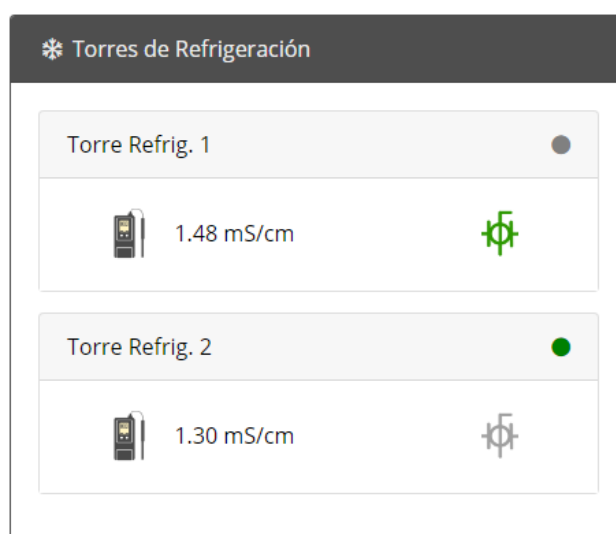 Torres de Refrigeración
Torre Refrig. 1
1.48 mS/cm
Torre Refrig. 2
1.30 mS/cm